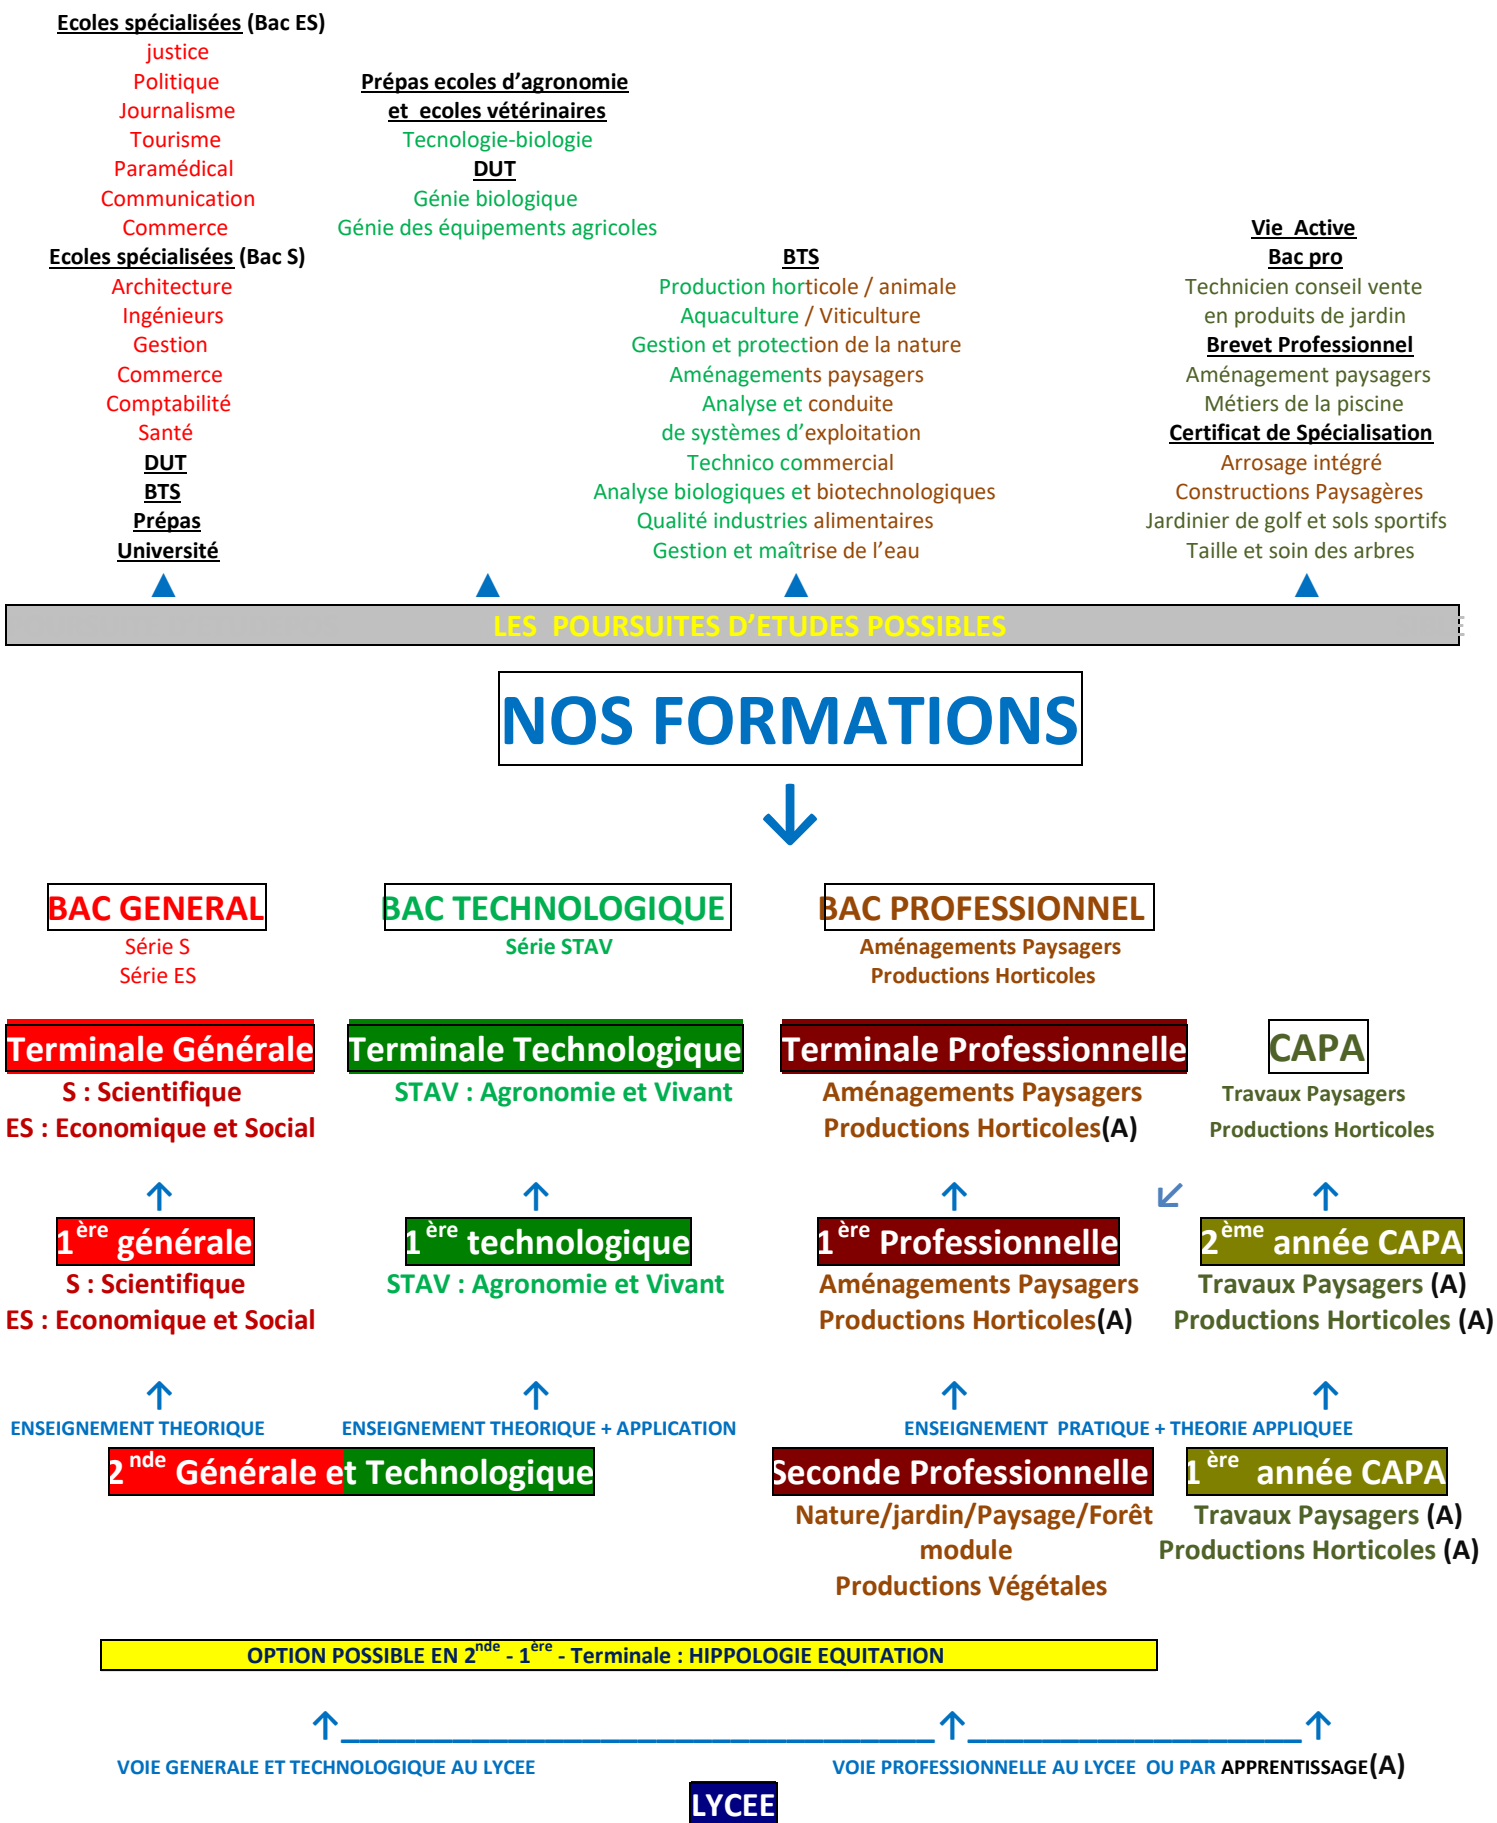 Ecoles spécialisées (Bac ES)
justice
Politique
Journalisme
Tourisme
Paramédical
Communication
Commerce
Ecoles spécialisées (Bac S)
Architecture
Ingénieurs
Gestion
Commerce
Comptabilité
Santé
DUT
BTS
Prépas
Université
Prépas ecoles d'agronomie
et ecoles vétérinaires
Tecnologie-biologie
DUT
Génie biologique
Génie des équipements agricoles
BTS
Production horticole / animale
Aquaculture / Viticulture
Gestion et protection de la nature
Aménagements paysagers
Analyse et conduite
de systèmes d'exploitation
Technico commercial
Analyse biologiques et biotechnologiques
Qualité industries alimentaires
Gestion et maîtrise de l'eau
Vie Active
Bac pro
Technicien conseil vente
en produits de jardin
Brevet Professionnel
Aménagement paysagers
Métiers de la piscine
Certificat de Spécialisation
Arrosage intégré
Constructions Paysagères
Jardinier de golf et sols sportifs
Taille et soin des arbres
LES POURSUITES D'ETUDES POSSIBLES
NOS FORMATIONS
BAC GENERAL
Série S
Série ES
BAC TECHNOLOGIQUE
Série STAV
BAC PROFESSIONNEL
Aménagements Paysagers
Productions Horticoles
Terminale Générale
S : Scientifique
ES : Economique et Social
Terminale Technologique
STAV : Agronomie et Vivant
Terminale Professionnelle
Aménagements Paysagers
Productions Horticoles(A)
CAPA
Travaux Paysagers
Productions Horticoles
1ère générale
S : Scientifique
ES : Economique et Social
1 ère technologique
STAV : Agronomie et Vivant
1ère Professionnelle
Aménagements Paysagers
Productions Horticoles(A)
2ème année CAPA
Travaux Paysagers (A)
Productions Horticoles (A)
ENSEIGNEMENT THEORIQUE
ENSEIGNEMENT THEORIQUE + APPLICATION
ENSEIGNEMENT PRATIQUE + THEORIE APPLIQUEE
2nde Générale et Technologique
Seconde Professionnelle
Nature/jardin/Paysage/Forêt
module
Productions Végétales
1ère année CAPA
Travaux Paysagers (A)
Productions Horticoles (A)
OPTION POSSIBLE EN 2nde - 1ère - Terminale : HIPPOLOGIE EQUITATION
VOIE GENERALE ET TECHNOLOGIQUE AU LYCEE
VOIE PROFESSIONNELLE AU LYCEE OU PAR APPRENTISSAGE(A)
LYCEE